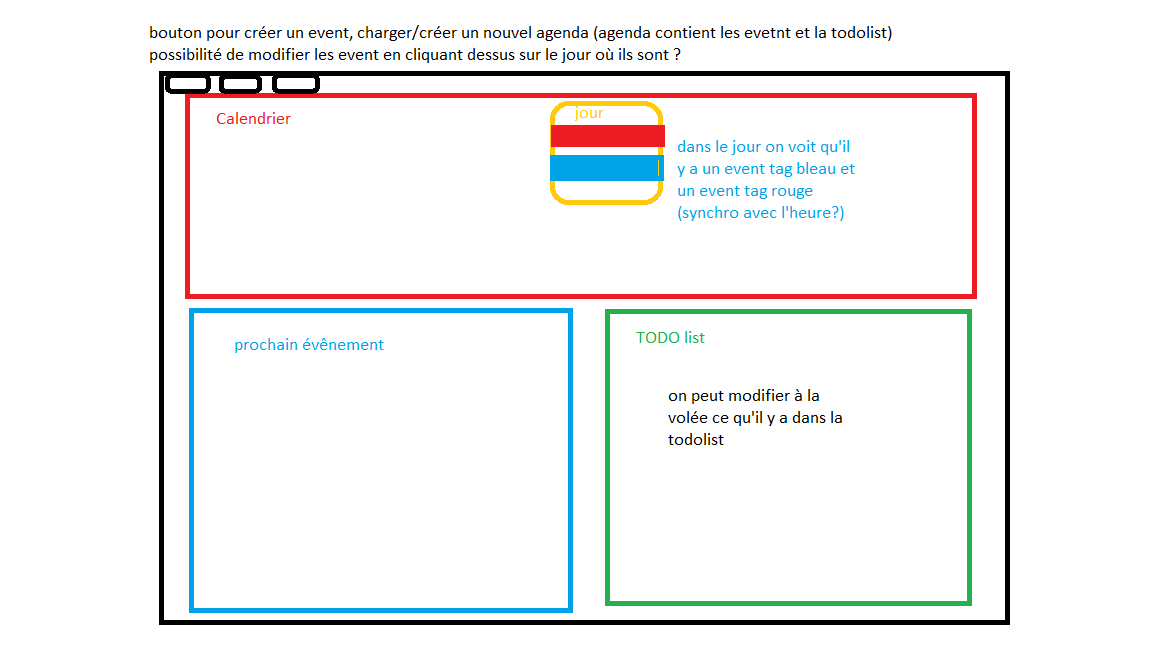 bouton pour créer un event, charger/créer un nouvel agenda (agenda contient les evetnt et la todolist)
possibilité de modifier les event en cliquant dessus sur le jour où ils sont ?
Calendrier
jour
dans le jour on voit qu'il
y a un event tag bleau et
un event tag rouge
(synchro avec l'heure?)
prochain évênement
TODO list
on peut modifier à la
volée ce qu'il y a dans la
todolist